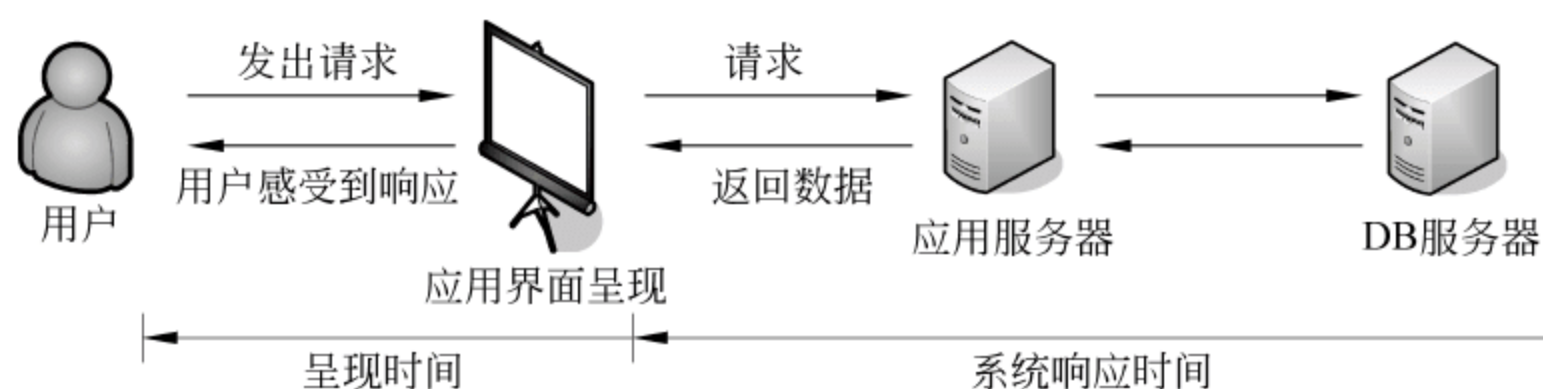 发出请求
请求
用户感受到响应
返回数据
用户
应用服务器
DB服务器
应用界面呈现
呈现时间
系统响应时间